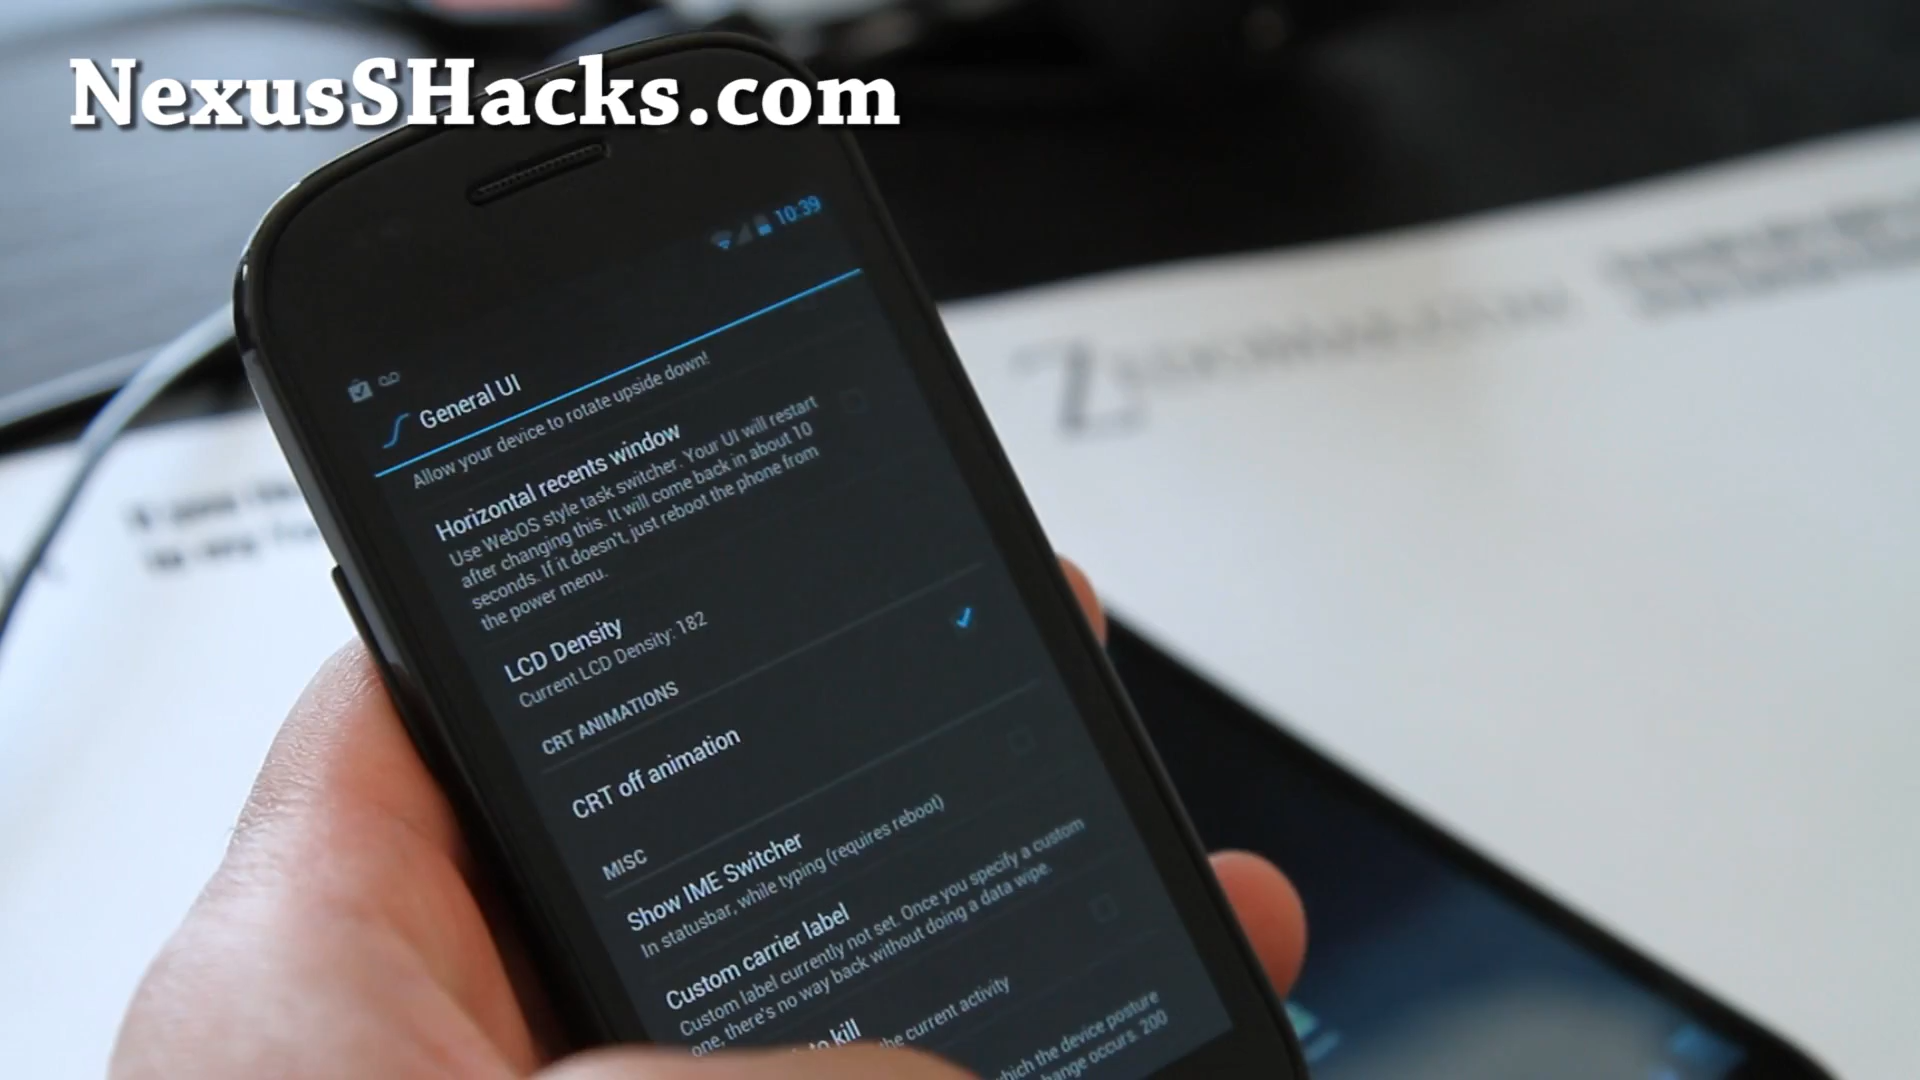 NexusSHacks.com
10:39
General UI
Allow your device to rotate upside down!
Horizontal recents window
Use WebOS style task switcher. Your UI will restart
after changing this. It will come back in about 10
seconds. If it doesn't, just reboot the phone from
the power menu.
LCD Density
Current LCD Density: 182
CRT ANIMATIONS
CRT off animation
MISC
Show IME Switcher
In statusbar, while typing (requires reboot)
Custom carrier label
Custom label currently not set. Once you specify a custom
one, there's no way back without doing a data wipe.
to kill
the current activity
which the device posture
change occurs. 200